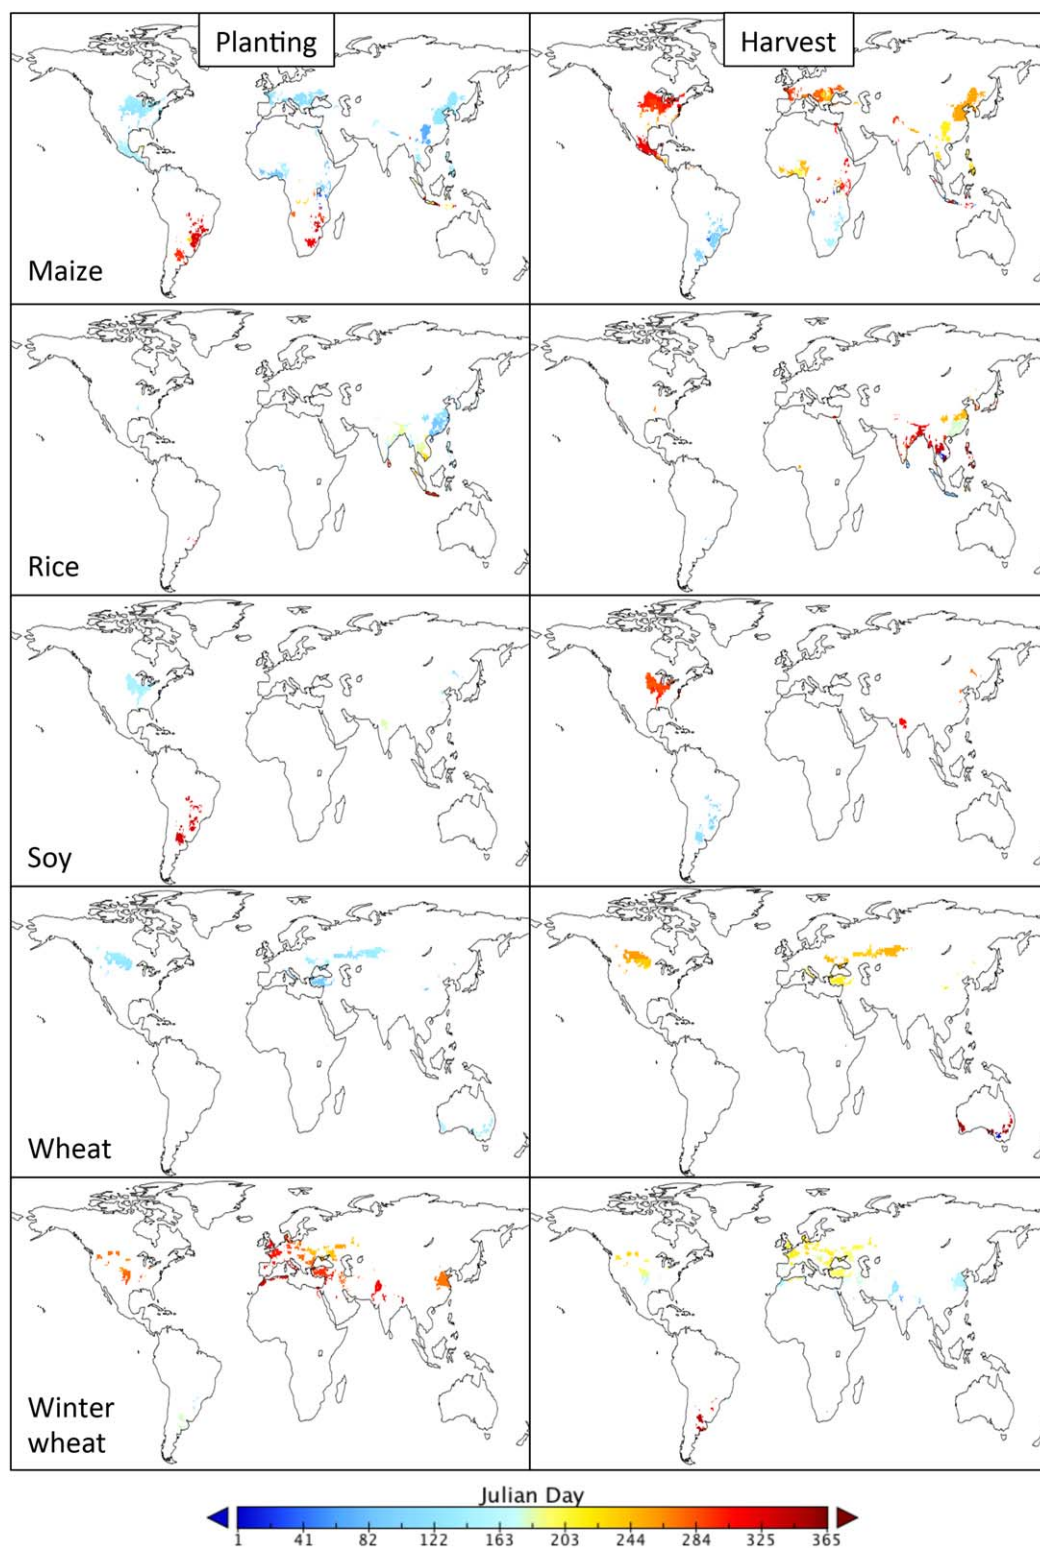 Planting
Harvest
Maize
Rice
Soy
Wheat
Winter
wheat
Julian Day
1 41 82 122 163 203 244 284 325 365